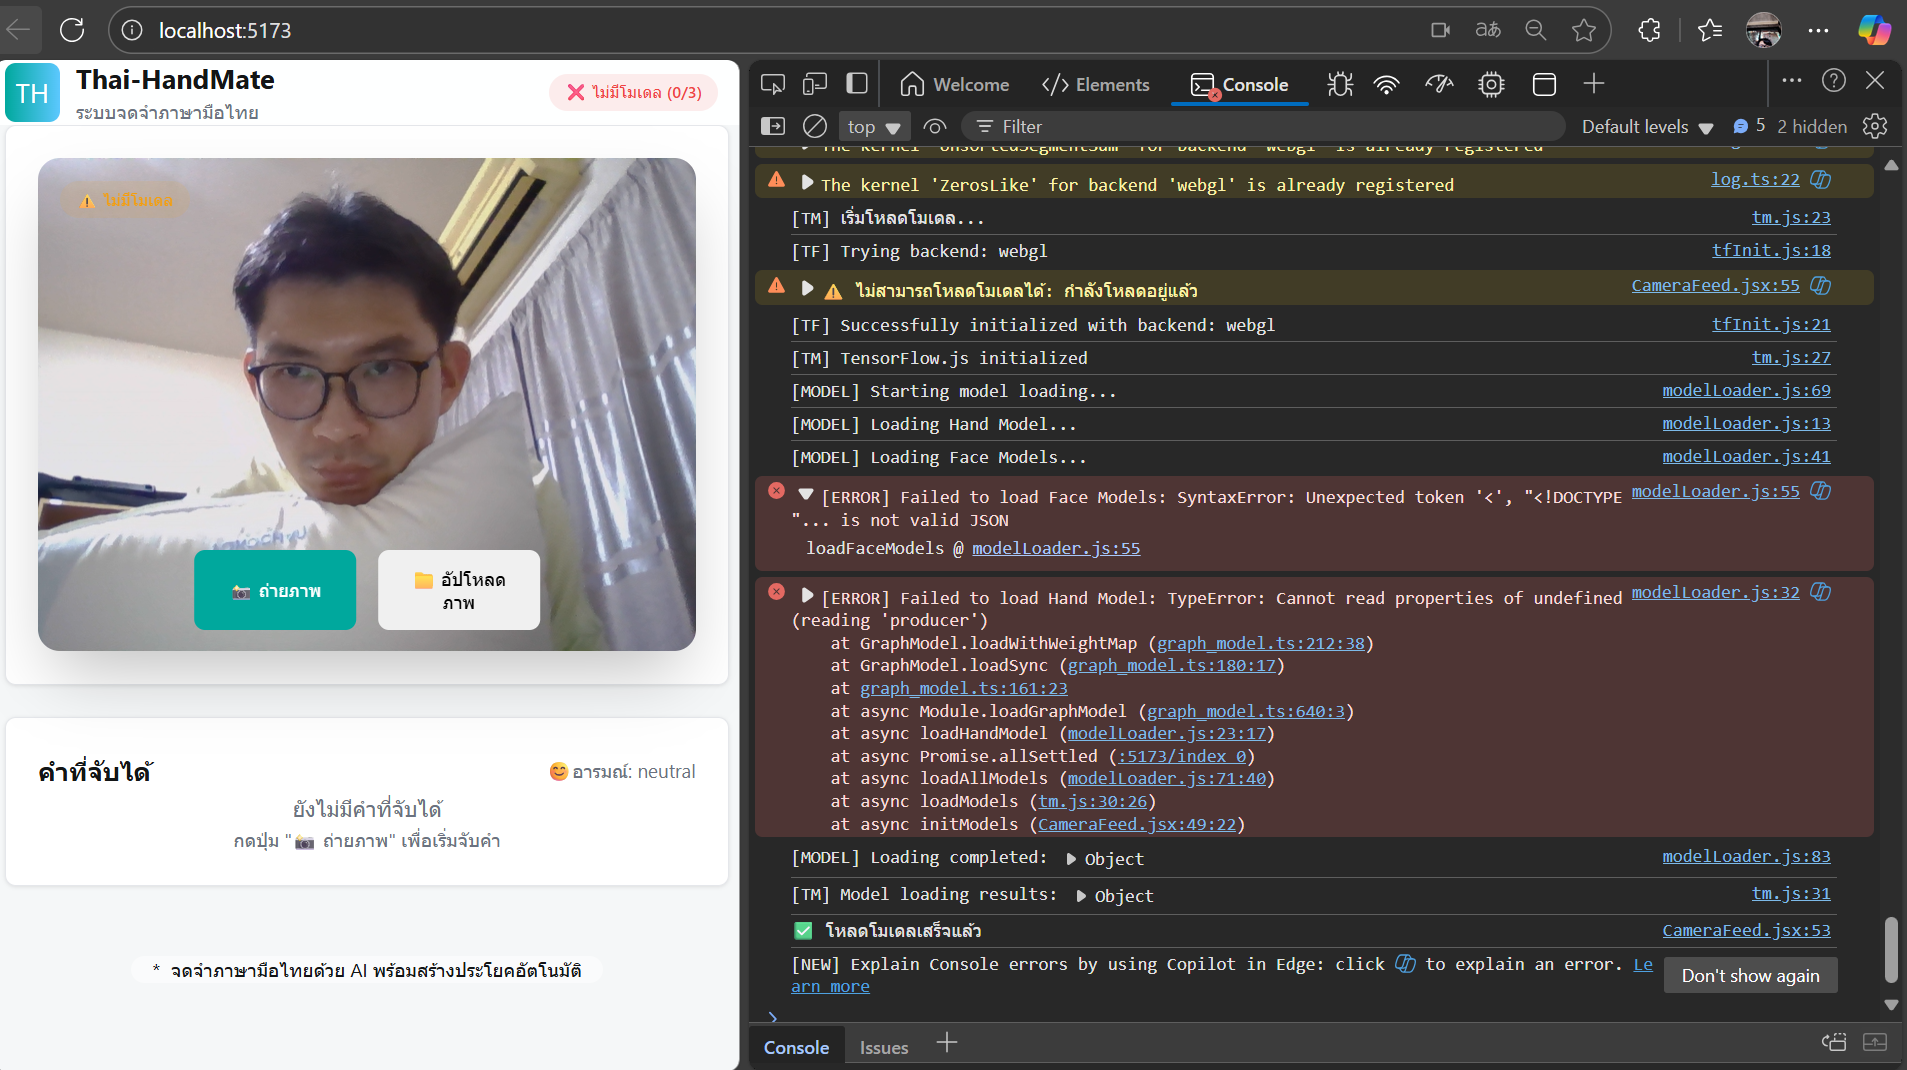 localhost:5173
TH
Thai-HandMate
ระบบจดจำภาษามือไทย
❌ ไม่มีโมเดล (0/3)
⚠️ ไม่มีโมเดล
📷 ถ่ายภาพ
📁 อัปโหลด
ภาพ
คำที่จับได้
😊 อารมณ์: neutral
ยังไม่มีคำที่จับได้
กดปุ่ม "📷 ถ่ายภาพ" เพื่อเริ่มจับคำ
* จดจำภาษามือไทยด้วย AI พร้อมสร้างประโยคอัตโนมัติ
Welcome
Elements
Console
top
Filter
Default levels
5
2 hidden
The kernel 'UnsortedSegmentSum' for backend 'webgl' is already registered
The kernel 'ZerosLike' for backend 'webgl' is already registered log.ts:22
[TM] เริ่มโหลดโมเดล... tm.js:23
[TF] Trying backend: webgl tfInit.js:18
⚠️ ไม่สามารถโหลดโมเดลได้: กำลังโหลดอยู่แล้ว CameraFeed.jsx:55
[TF] Successfully initialized with backend: webgl tfInit.js:21
[TM] TensorFlow.js initialized tm.js:27
[MODEL] Starting model loading... modelLoader.js:69
[MODEL] Loading Hand Model... modelLoader.js:13
[MODEL] Loading Face Models... modelLoader.js:41
[ERROR] Failed to load Face Models: SyntaxError: Unexpected token '<', "<!DOCTYPE modelLoader.js:55
"... is not valid JSON
loadFaceModels @ modelLoader.js:55
[ERROR] Failed to load Hand Model: TypeError: Cannot read properties of undefined modelLoader.js:32
(reading 'producer')
at GraphModel.loadWithWeightMap (graph_model.ts:212:38)
at GraphModel.loadSync (graph_model.ts:180:17)
at graph_model.ts:161:23
at async Module.loadGraphModel (graph_model.ts:640:3)
at async loadHandModel (modelLoader.js:23:17)
at async Promise.allSettled (:5173/index 0)
at async loadAllModels (modelLoader.js:71:40)
at async loadModels (tm.js:30:26)
at async initModels (CameraFeed.jsx:49:22)
[MODEL] Loading completed: Object modelLoader.js:83
[TM] Model loading results: Object tm.js:31
✅ โหลดโมเดลเสร็จแล้ว CameraFeed.jsx:53
[NEW] Explain Console errors by using Copilot in Edge: click to explain an error. Le
arn more
Don't show again
Console
Issues